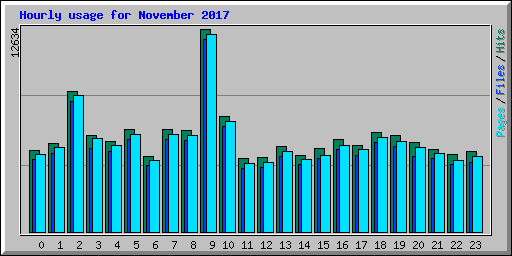 Hourly usage for November 2017
12634
Pages/Files/Hits
0 1 2 3 4 5 6 7 8 9 10 11 12 13 14 15 16 17 18 19 20 21 22 23